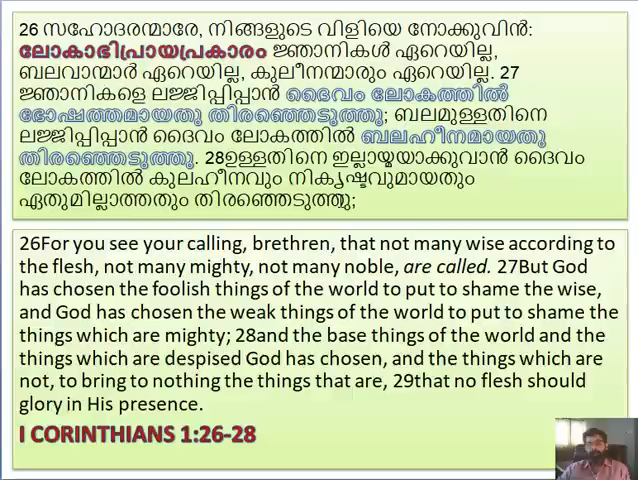 26 സഹോദരന്മാരേ, നിങ്ങളുടെ വിളിയെ നോക്കുവിൻ:
ലോകാഭിപ്രായപ്രകാരം ജ്ഞാനികൾ ഏറെയില്ല,
ബലവാന്മാർ ഏറെയില്ല, കുലീനന്മാരും ഏറെയില്ല. 27
ജ്ഞാനികളെ ലജ്ജിപ്പിപ്പാൻ ദൈവം ലോകത്തിൽ
ഭോഷത്തമായതു തിരഞ്ഞെടുത്തു; ബലമുള്ളതിനെ
ലജ്ജിപ്പിപ്പാൻ ദൈവം ലോകത്തിൽ ബലഹീനമായതു
തിരഞ്ഞെടുത്തു. 28ഉള്ളതിനെ ഇല്ലായ്മയാക്കുവാൻ ദൈവം
ലോകത്തിൽ കുലഹീനവും നികൃഷ്ടവുമായതും
ഏതുമില്ലാത്തതും തിരഞ്ഞെടുത്തു;
26For you see your calling, brethren, that not many wise according to
the flesh, not many mighty, not many noble, are called. 27But God
has chosen the foolish things of the world to put to shame the wise,
and God has chosen the weak things of the world to put to shame the
things which are mighty; 28and the base things of the world and the
things which are despised God has chosen, and the things which are
not, to bring to nothing the things that are, 29that no flesh should
glory in His presence.
I CORINTHIANS 1:26-28